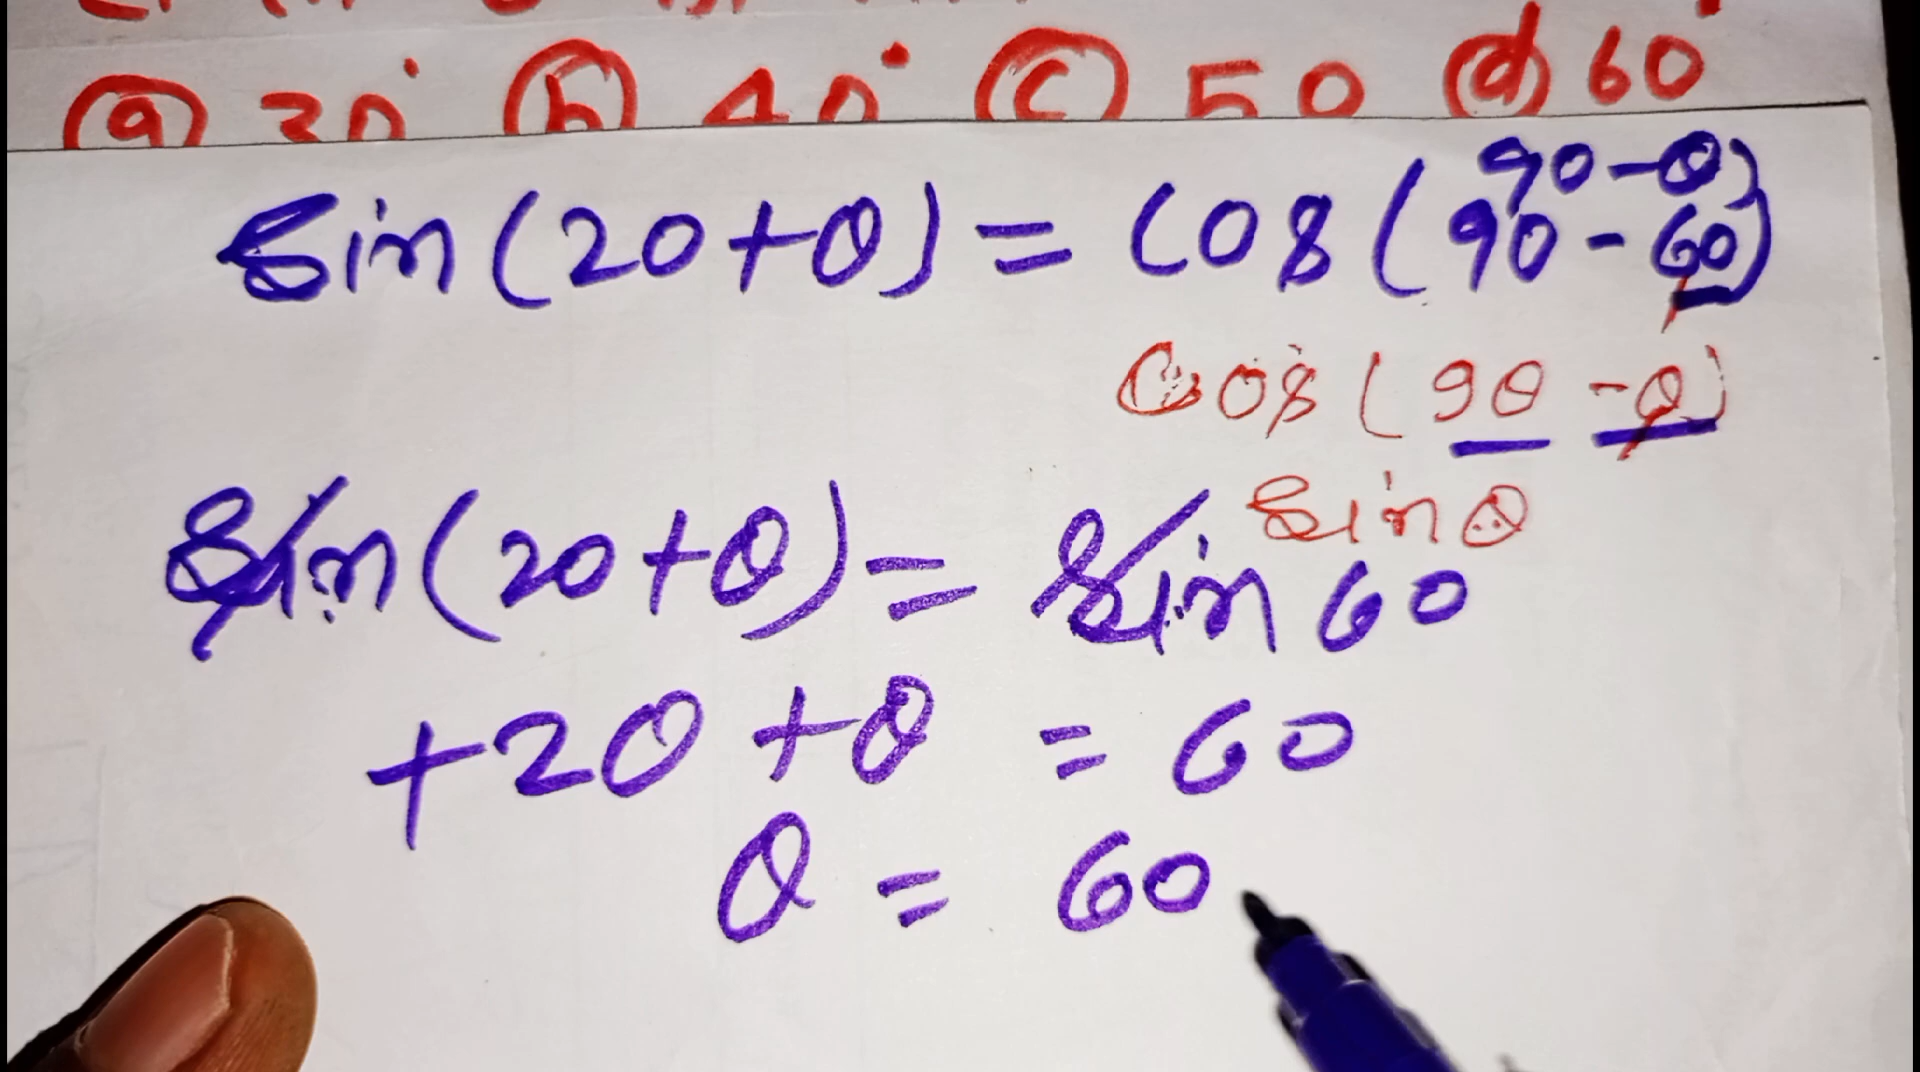 (a) 30° (b) 40° (c) 50 (d) 60°
90-θ)
Sin(20+θ) = Cos(90-60)
Cos(90-θ)
Sinθ
Sin(20+θ) = Sin 60
+20 +θ = 60
θ = 60